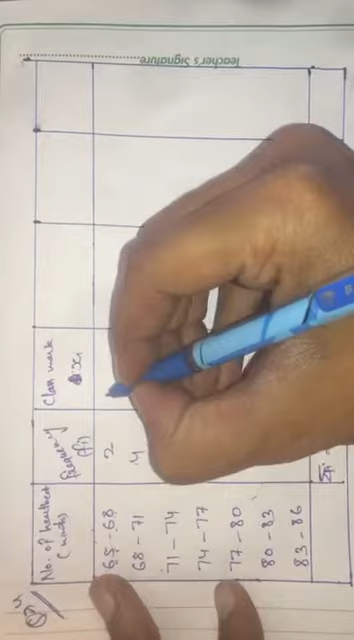 Teacher's Signature
No. of heartbeat
frequency
(fi)
Class mark
xi
65-68
2
68-71
4
71-74
74-77
77-80
80-83
83-86